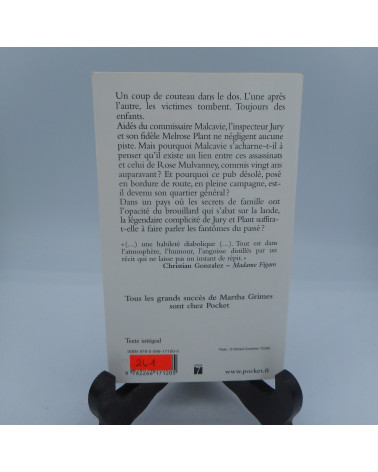 Un coup de couteau dans le dos. L'une après
l'autre, les victimes tombent. Toujours des
enfants.
Aidés du commissaire Malcavie, l'inspecteur Jury
et son fidèle Melrose Plant ne négligent aucune
piste. Mais pourquoi Malcavie s'acharne-t-il à
penser qu'il existe un lien entre ces assassinats
et celui de Rose Mulvanney, commis vingt ans
auparavant ? Et pourquoi ce pub désolé, posé
en bordure de route, en pleine campagne, est-
il devenu son quartier général ?
Dans un pays où les secrets de famille ont
l'opacité du brouillard qui s'abat sur la lande,
la légendaire complicité de Jury et Plant suffira-
t-elle à faire parler les fantômes du passé ?
« (…) une habileté diabolique (…). Tout est dans
l'atmosphère, l'humour, l'angoisse distillés par un
récit qui ne laisse pas un instant de répit. »
Christian Gonzalez – Madame Figaro
Tous les grands succès de Martha Grimes
sont chez Pocket
Texte intégral
241
www.pocket.fr
9 782266 171205